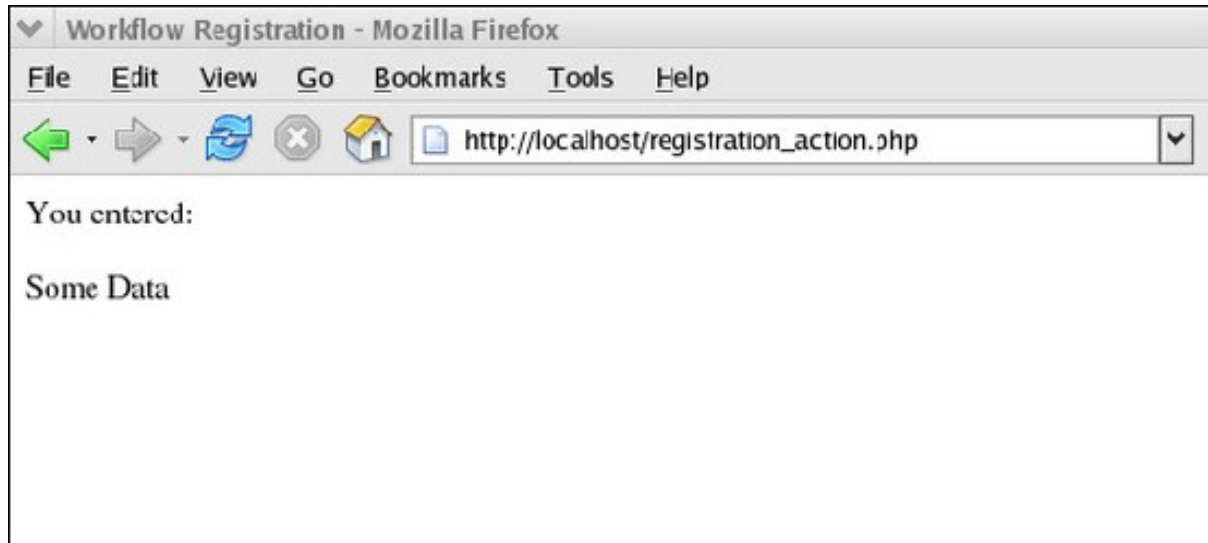 Workflow Registration - Mozilla Firefox
File Edit View Go Bookmarks Tools Help
http://localhost/registration_action.php
You entered:
Some Data